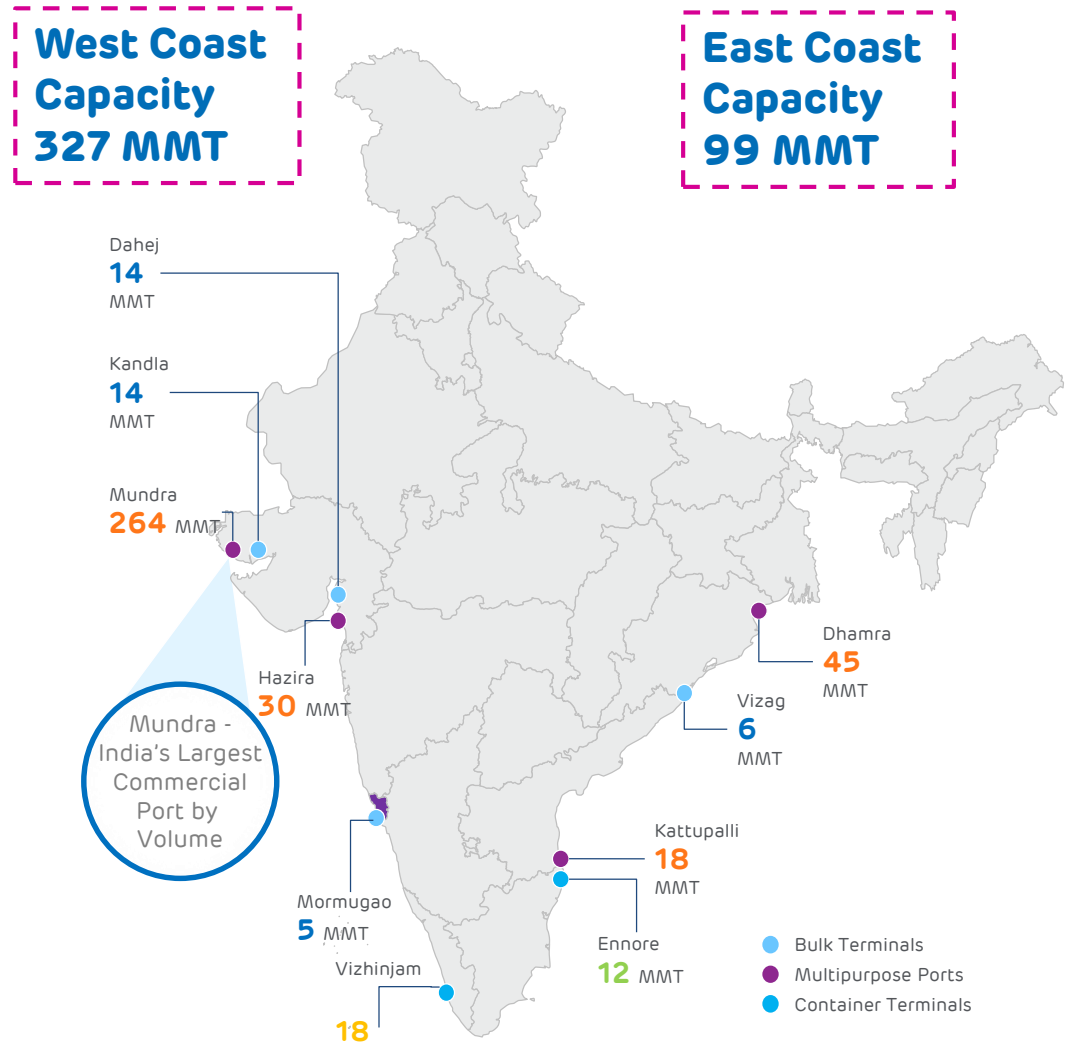 West Coast
Capacity
327 MMT
East Coast
Capacity
99 MMT
Dahej
14
MMT
Kandla
14
MMT
Mundra
264 MMT
Hazira
30 MMT
Mundra -
India's Largest
Commercial
Port by
Volume
Mormugao
5 MMT
Vizhinjam
18
Dhamra
45
MMT
Vizag
6
MMT
Kattupalli
18
MMT
Ennore
12 MMT
Bulk Terminals
Multipurpose Ports
Container Terminals